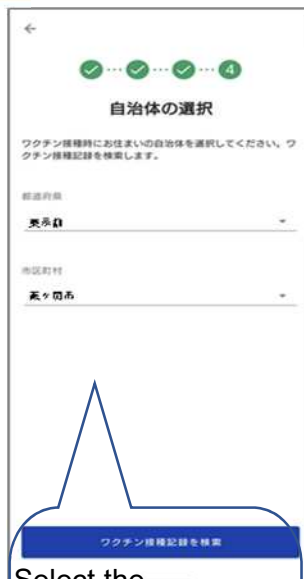 4
自治体の選択
ワクチン接種時にお住まいの自治体を選択してください。ワ
クチン接種記録を検索します。
都道府県
市区町村
ワクチン接種記録を検索
Select the